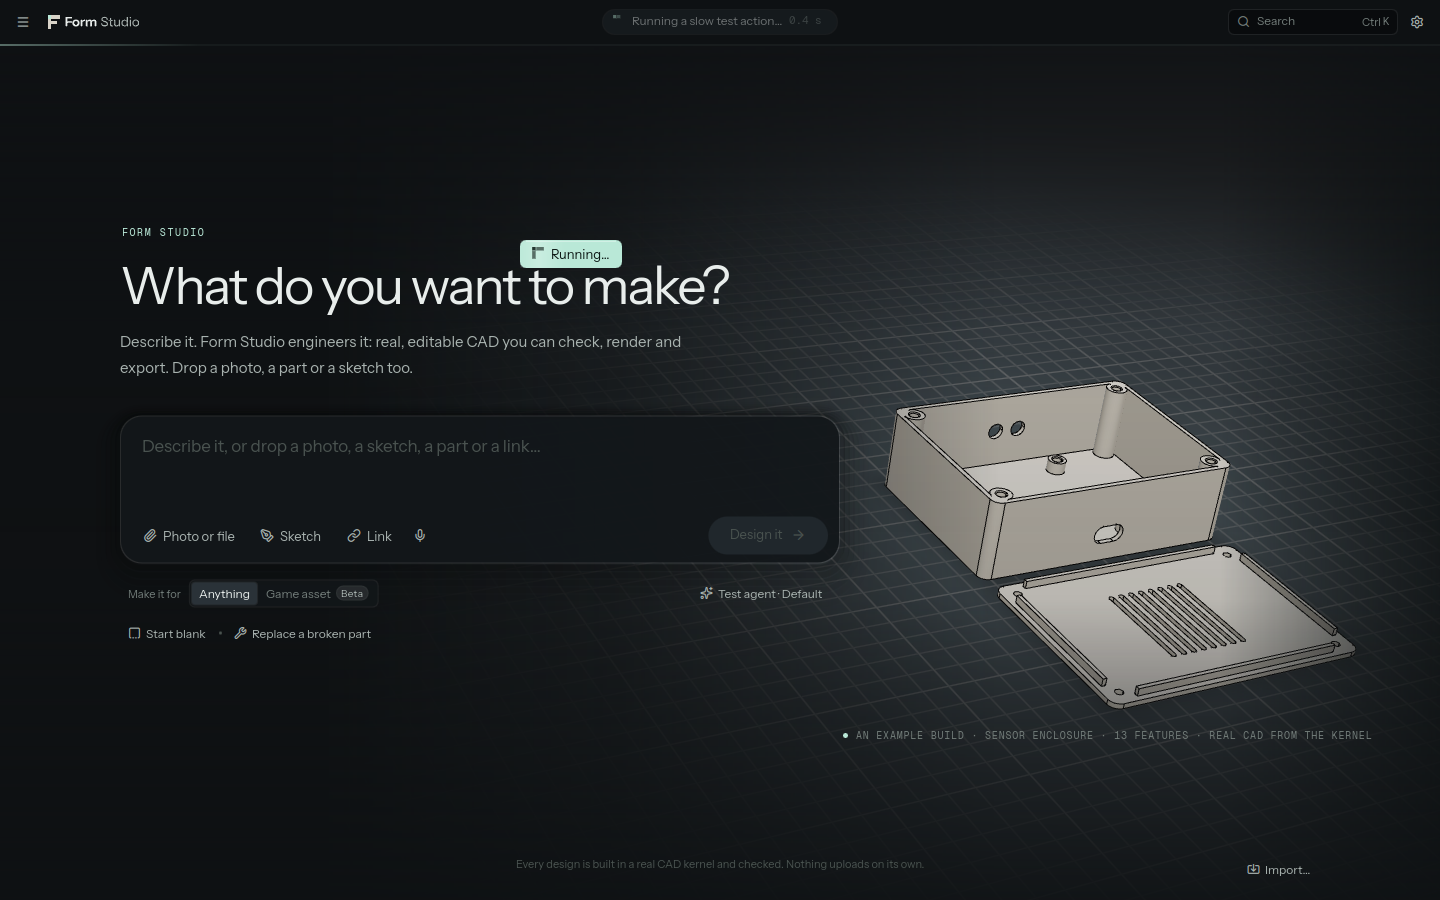 Form Studio
Running a slow test action... 0.4 s
Search Ctrl K
FORM STUDIO
Running...
What do you want to make?
Describe it. Form Studio engineers it: real, editable CAD you can check, render and
export. Drop a photo, a part or a sketch too.
Describe it, or drop a photo, a sketch, a part or a link...
Photo or file Sketch Link Design it
Make it for Anything Game asset Beta Test agent · Default
Start blank • Replace a broken part
AN EXAMPLE BUILD · SENSOR ENCLOSURE · 13 FEATURES · REAL CAD FROM THE KERNEL
Every design is built in a real CAD kernel and checked. Nothing uploads on its own.
Import...